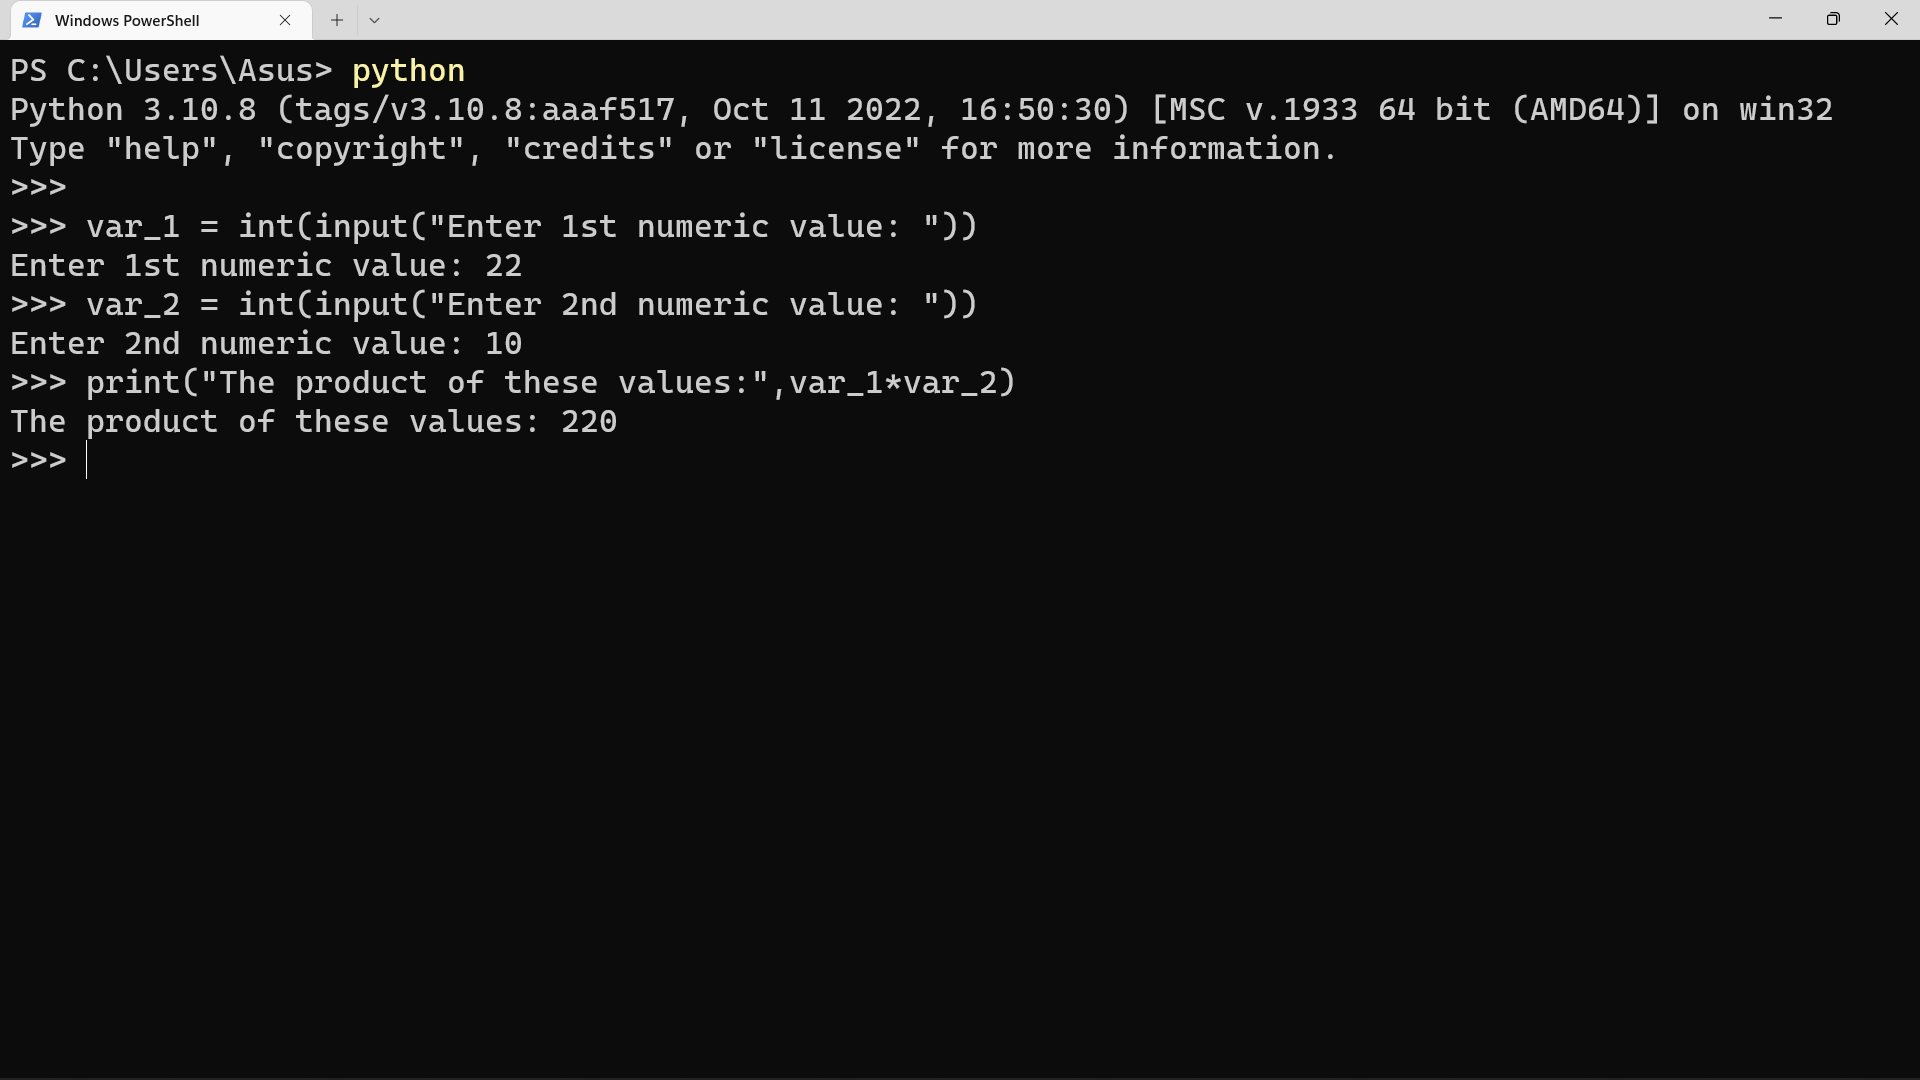 Windows PowerShell
PS C:\Users\Asus> python
Python 3.10.8 (tags/v3.10.8:aaaf517, Oct 11 2022, 16:50:30) [MSC v.1933 64 bit (AMD64)] on win32
Type "help", "copyright", "credits" or "license" for more information.
>>>
>>> var_1 = int(input("Enter 1st numeric value: "))
Enter 1st numeric value: 22
>>> var_2 = int(input("Enter 2nd numeric value: "))
Enter 2nd numeric value: 10
>>> print("The product of these values:",var_1*var_2)
The product of these values: 220
>>>